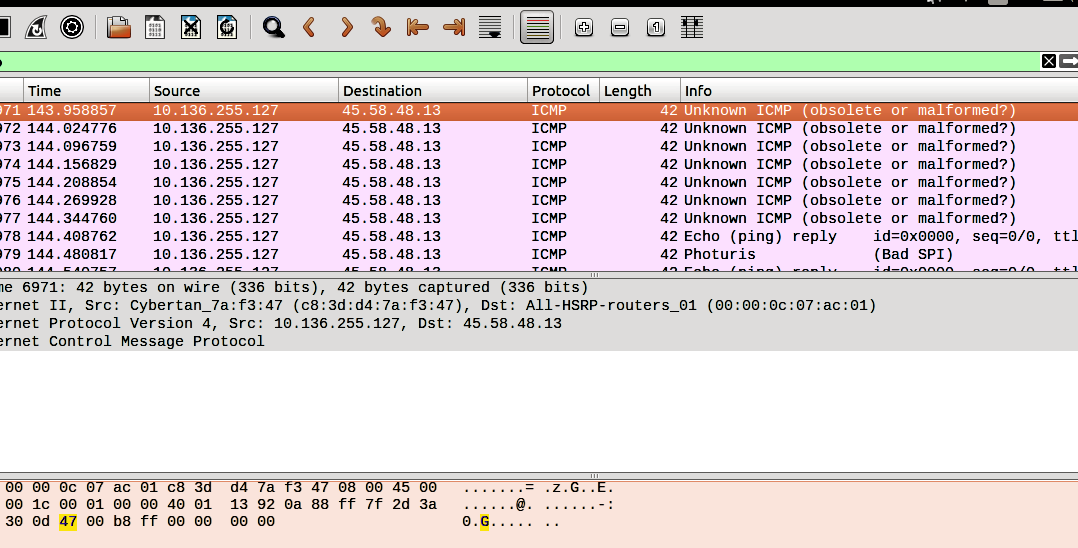 Time Source Destination Protocol Length Info
971 143.958857 10.136.255.127 45.58.48.13 ICMP 42 Unknown ICMP (obsolete or malformed?)
972 144.024776 10.136.255.127 45.58.48.13 ICMP 42 Unknown ICMP (obsolete or malformed?)
973 144.096759 10.136.255.127 45.58.48.13 ICMP 42 Unknown ICMP (obsolete or malformed?)
974 144.156829 10.136.255.127 45.58.48.13 ICMP 42 Unknown ICMP (obsolete or malformed?)
975 144.208854 10.136.255.127 45.58.48.13 ICMP 42 Unknown ICMP (obsolete or malformed?)
976 144.269928 10.136.255.127 45.58.48.13 ICMP 42 Unknown ICMP (obsolete or malformed?)
977 144.344760 10.136.255.127 45.58.48.13 ICMP 42 Unknown ICMP (obsolete or malformed?)
978 144.408762 10.136.255.127 45.58.48.13 ICMP 42 Echo (ping) reply id=0x0000, seq=0/0, ttl
979 144.480817 10.136.255.127 45.58.48.13 ICMP 42 Photuris (Bad SPI)
10.136.255.127 45.58.48.13 ICMP 42 Echo (ping) reply id=0x0000, seq=0/0, ttl
me 6971: 42 bytes on wire (336 bits), 42 bytes captured (336 bits)
ernet II, Src: Cybertan_7a:f3:47 (c8:3d:d4:7a:f3:47), Dst: All-HSRP-routers_01 (00:00:0c:07:ac:01)
ernet Protocol Version 4, Src: 10.136.255.127, Dst: 45.58.48.13
ernet Control Message Protocol
00 00 0c 07 ac 01 c8 3d d4 7a f3 47 08 00 45 00 .......= .z.G..E.
00 1c 00 01 00 00 40 01 13 92 0a 88 ff 7f 2d 3a ......@. ......-:
30 0d 47 00 b8 ff 00 00 00 00 0.G..... ..